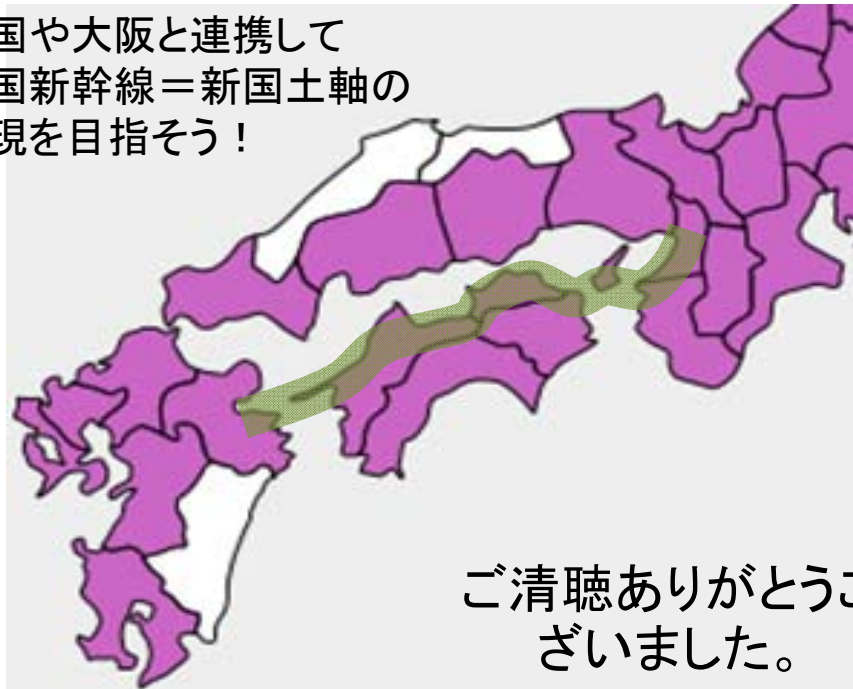 国や大阪と連携して
国新幹線＝新国土軸の
現を目指そう！
ご清聴ありがとうご
ざいました。